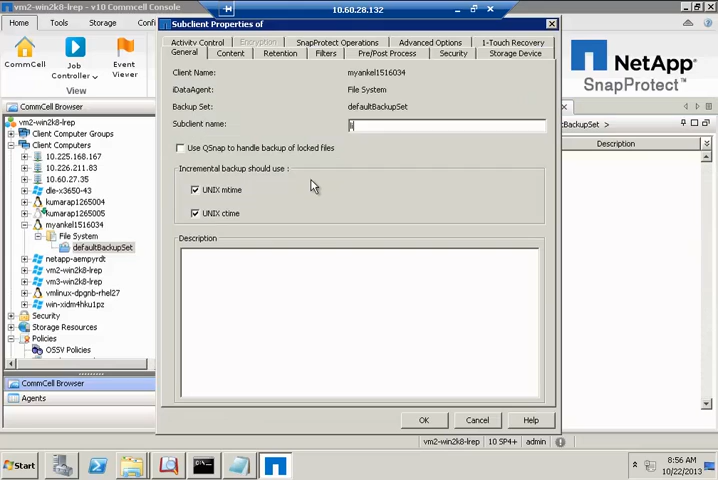 vm2-win2k8-lrep - v10 Commcell Console
10.60.28.132
Home
Tools
Storage
CommCell
Job
Controller
Event
Viewer
View
CommCell Browser
vm2-win2k8-lrep
Client Computer Groups
Client Computers
10.225.168.167
10.226.211.83
10.60.27.35
dle-x3650-43
kumarap1265004
kumarap1265005
myankel1516034
File System
defaultBackupSet
netapp-aempyrdt
vm2-win2k8-lrep
vm3-win2k8-lrep
vmlinux-dpgnb-rhel27
win-xidm4hku1pz
Security
Storage Resources
Policies
OSSV Policies
CommCell Browser
Agents
Subclient Properties of
Activity Control
Encryption
SnapProtect Operations
Advanced Options
1-Touch Recovery
General
Content
Retention
Filters
Pre/Post Process
Security
Storage Device
Client Name:
myankel1516034
iDataAgent:
File System
Backup Set:
defaultBackupSet
Subclient name:
Use QSnap to handle backup of locked files
Incremental backup should use :
UNIX mtime
UNIX ctime
Description
OK
Cancel
Help
NetApp
SnapProtect
BackupSet >
Description
vm2-win2k8-lrep
10 SP4+
admin
Start
8:56 AM
10/22/2013